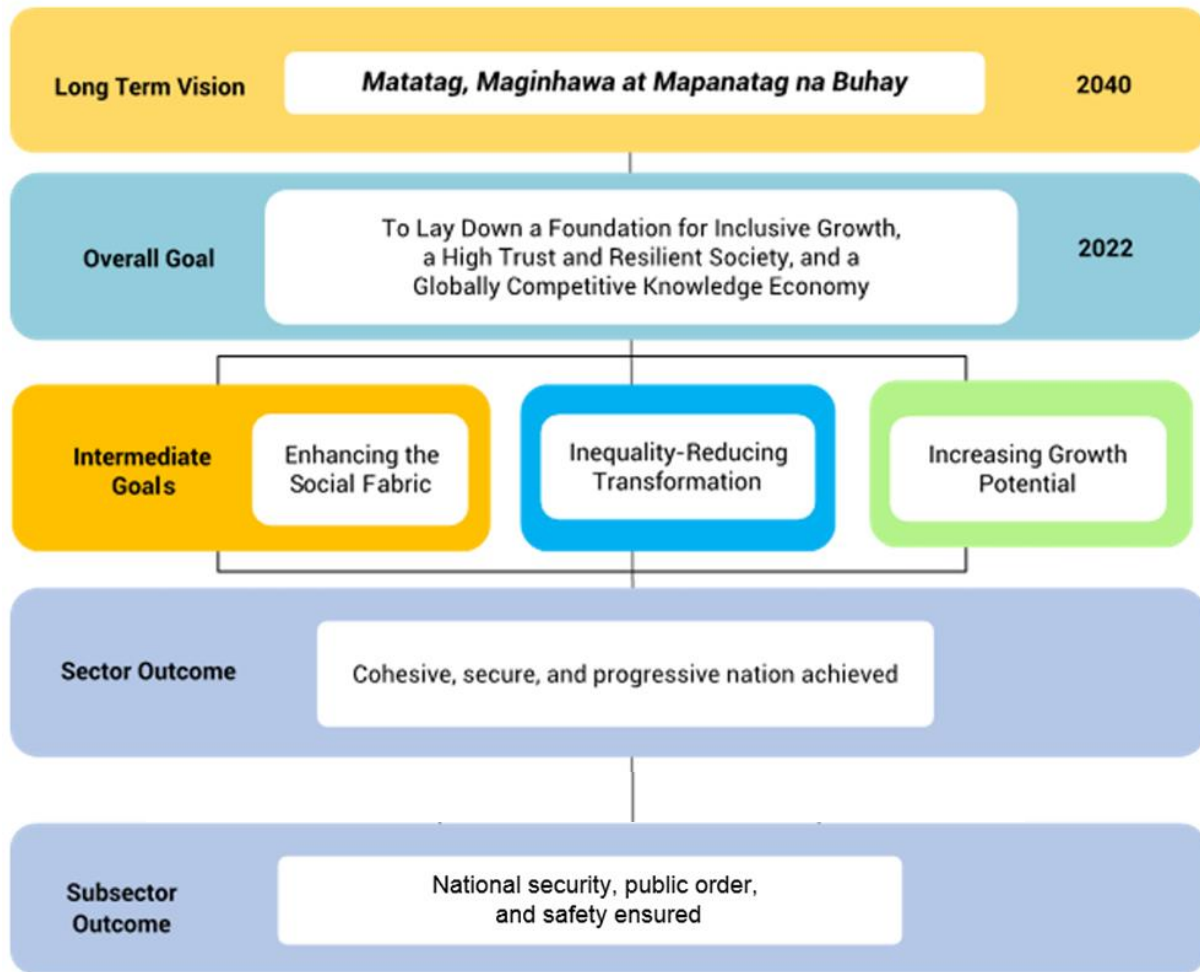 Long Term Vision
Matatag, Maginhawa at Mapanatag na Buhay
2040
Overall Goal
To Lay Down a Foundation for Inclusive Growth,
a High Trust and Resilient Society, and a
Globally Competitive Knowledge Economy
2022
Intermediate
Goals
Enhancing the
Social Fabric
Inequality-Reducing
Transformation
Increasing Growth
Potential
Sector Outcome
Cohesive, secure, and progressive nation achieved
Subsector
Outcome
National security, public order,
and safety ensured